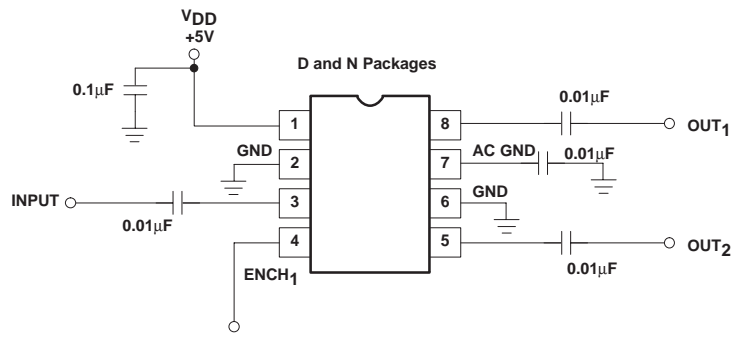 VDD
+5V
D and N Packages
0.1µF
0.01µF
1
8
OUT1
GND
2
7
AC GND
0.01µF
INPUT
3
6
GND
0.01µF
4
5
OUT2
ENCH1
0.01µF